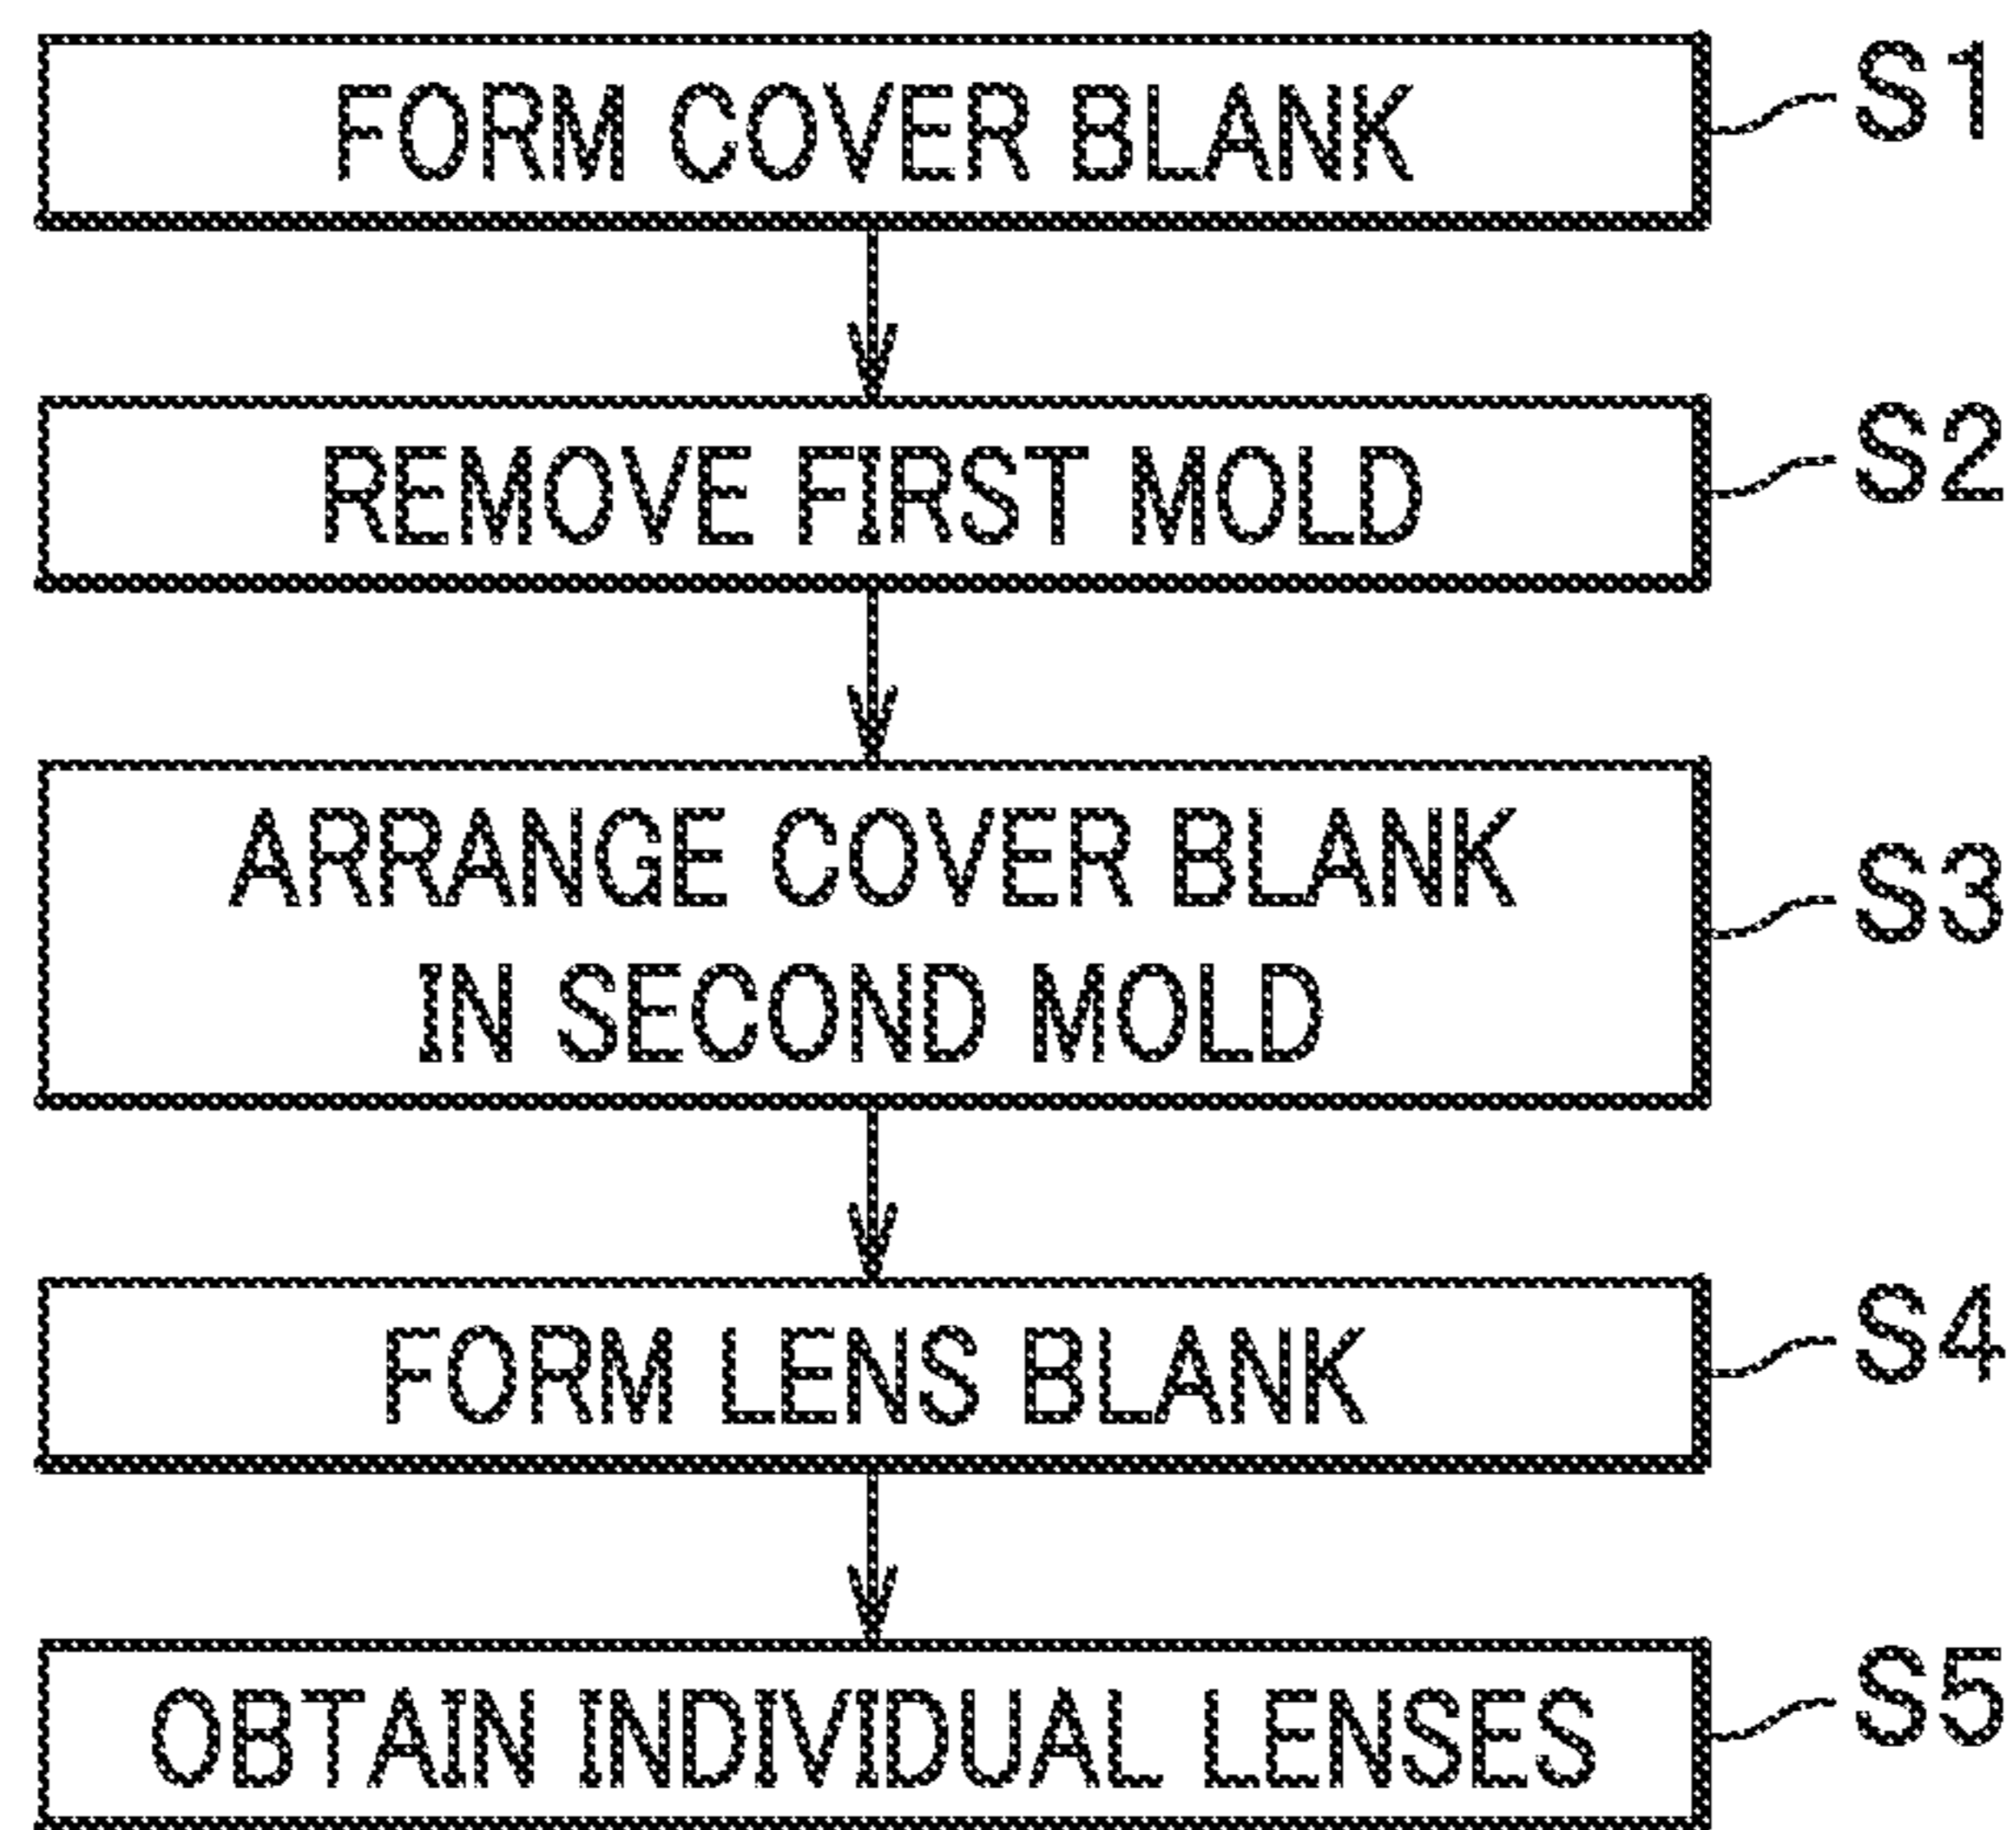 FORM COVER BLANK
S1
REMOVE FIRST MOLD
S2
ARRANGE COVER BLANK
IN SECOND MOLD
S3
FORM LENS BLANK
S4
OBTAIN INDIVIDUAL LENSES
S5